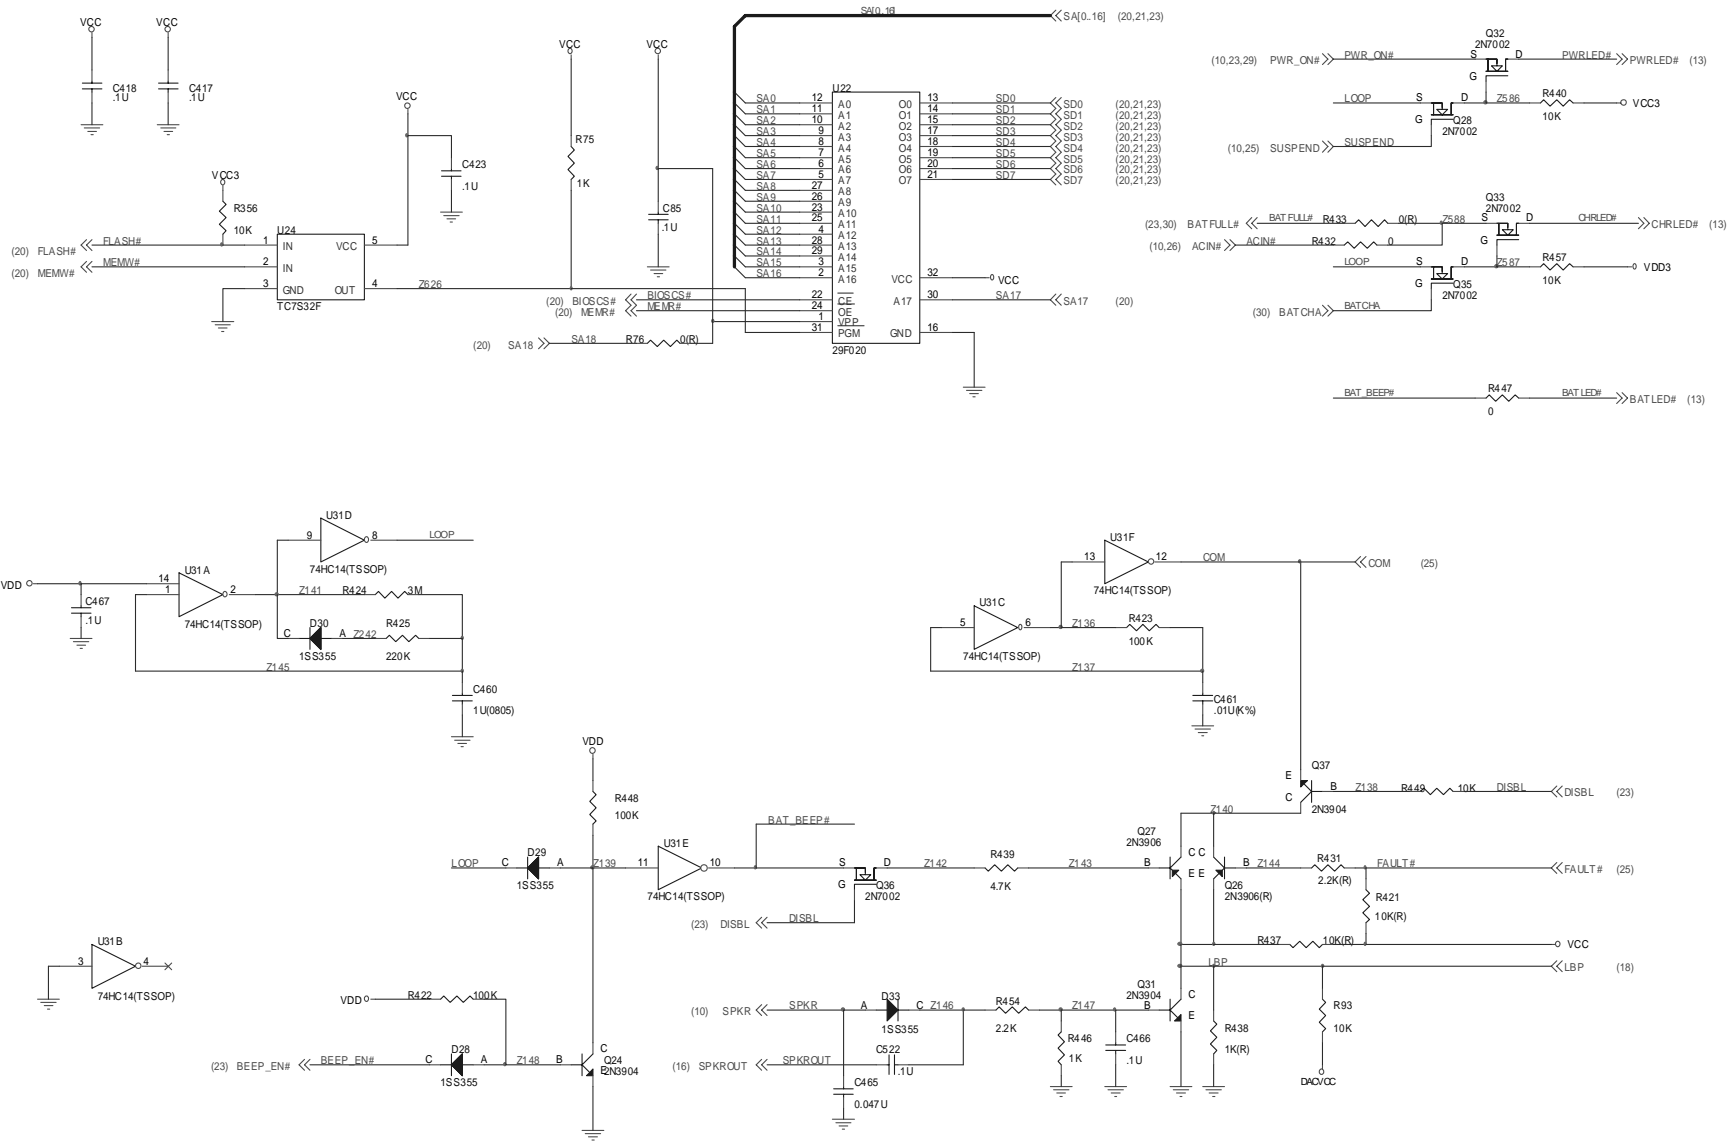 SA[0..16]
SA[0..16] (20,21,23)
VCC
VCC
C418
.1U
C417
.1U
VCC
C423
.1U
VCC
R75
1K
VCC
C85
.1U
VCC3
R356
10K
U24
(20) FLASH# FLASH# 1 IN VCC 5
(20) MEMW# MEMW# 2 IN
3 GND OUT 4 Z626
TC7S32F
U22
SA0 12 A0 O0 13 SD0 SD0 (20,21,23)
SA1 11 A1 O1 14 SD1 SD1 (20,21,23)
SA2 10 A2 O2 15 SD2 SD2 (20,21,23)
SA3 9 A3 O3 17 SD3 SD3 (20,21,23)
SA4 8 A4 O4 18 SD4 SD4 (20,21,23)
SA5 7 A5 O5 19 SD5 SD5 (20,21,23)
SA6 6 A6 O6 20 SD6 SD6 (20,21,23)
SA7 5 A7 O7 21 SD7 SD7 (20,21,23)
SA8 27 A8
SA9 26 A9
SA10 23 A10
SA11 25 A11
SA12 4 A12
SA13 28 A13
SA14 29 A14
SA15 3 A15
SA16 2 A16 VCC 32 VCC
(20) BIOSCS# BIOSCS# 22 CE A17 30 SA17 SA17 (20)
(20) MEMR# MEMR# 24 OE
1 VPP
31 PGM GND 16
(20) SA18 SA18 R76 0(R)
29F020
Q32
2N7002
(10,23,29) PWR_ON# PWR_ON# S D PWRLED# PWRLED# (13)
G
LOOP S D Z586 R440 VCC3
10K
G Q28
2N7002
(10,25) SUSPEND SUSPEND
Q33
2N7002
(23,30) BATFULL# BATFULL# R433 0(R) Z588 S D CHRLED# CHRLED# (13)
G
(10,26) ACIN# ACIN# R432 0
LOOP S D Z587 R457 VDD3
10K
G Q35
2N7002
(30) BATCHA BATCHA
BAT_BEEP# R447 BATLED# BATLED# (13)
0
U31D
9 8 LOOP
74HC14(TSSOP)
VDD 14 U31A
1 2 Z141 R424 3M
74HC14(TSSOP)
C467
.1U
C D30 A Z242 R425
1SS355 220K
Z145
C460
1U(0805)
U31F
13 12 COM COM (25)
74HC14(TSSOP)
U31C
5 6 Z136 R423
100K
74HC14(TSSOP)
Z137
C461
.01U(K%)
VDD
R448
100K
E Q37
C B Z138 R449 10K DISBL DISBL (23)
2N3904
Z140
BAT_BEEP#
LOOP C D29 A Z139 11 U31E 10
1SS355
74HC14(TSSOP)
S D Z142 R439 Z143 B
4.7K
G Q36
2N7002
(23) DISBL DISBL
Q27
2N3906
C C
E E
B Z144 R431 FAULT# FAULT# (25)
2.2K(R)
Q26
2N3906(R)
R421
10K(R)
R437 10K(R) VCC
LBP LBP (18)
U31B
3 4
74HC14(TSSOP)
VDD R422 100K
(23) BEEP_EN# BEEP_EN# C D28 A Z148 B
1SS355
C
E
Q24
2N3904
(10) SPKR SPKR A D33 C Z146 R454 Z147 B
1SS355 2.2K
Q31
2N3904
C
E
(16) SPKROUT SPKROUT C522
.1U
C465
0.047U
R446
1K
C466
.1U
R438
1K(R)
R93
10K
DACVCC